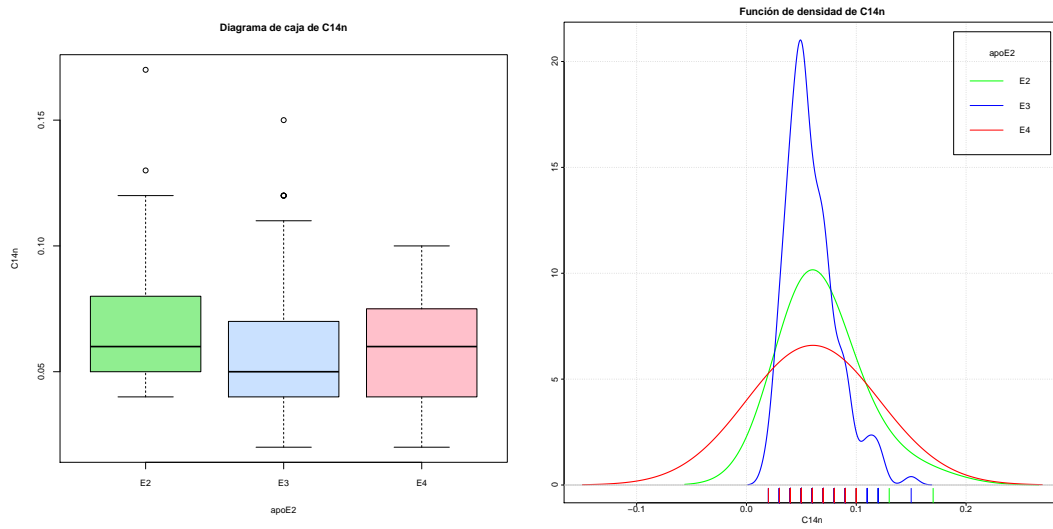 Diagrama de caja de C14n
C14n
0.05
0.10
0.15
E2
E3
E4
apoE2
Función de densidad de C14n
0
5
10
15
20
−0.1
0.0
0.1
0.2
C14n
apoE2
E2
E3
E4